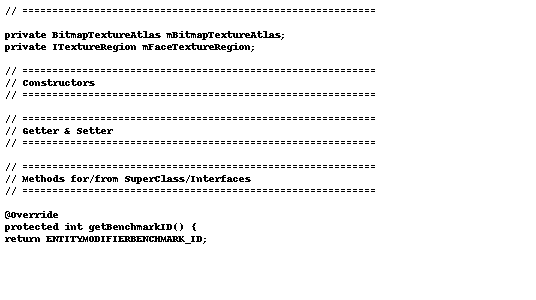 // ===========================================================
private BitmapTextureAtlas mBitmapTextureAtlas;
private ITextureRegion mFaceTextureRegion;
// ===========================================================
// Constructors
// ===========================================================
// ===========================================================
// Getter & Setter
// ===========================================================
// ===========================================================
// Methods for/from SuperClass/Interfaces
// ===========================================================
@Override
protected int getBenchmarkID() {
return ENTITYMODIFIERBENCHMARK_ID;